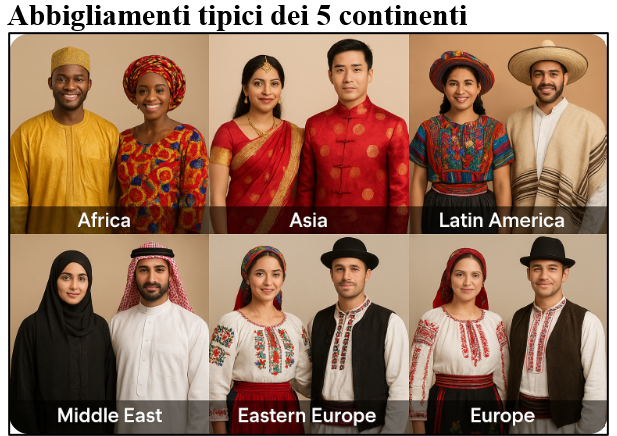 Abbigliamenti tipici dei 5 continenti
Africa
Asia
Latin America
Middle East
Eastern Europe
Europe